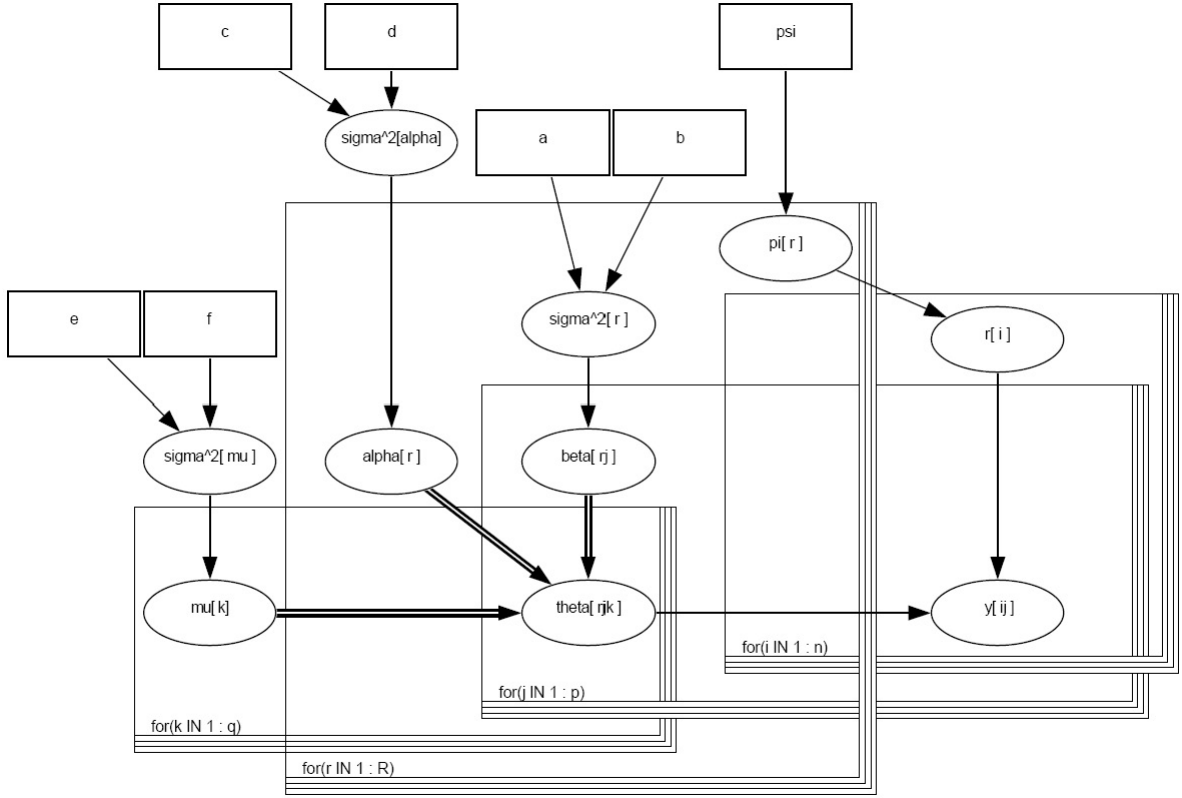 c
d
psi
sigma^2[alpha]
a
b
pi[ r ]
e
f
sigma^2[ r ]
r[ i ]
sigma^2[ mu ]
alpha[ r ]
beta[ rj ]
mu[ k]
theta[ rjk ]
y[ ij ]
for(i IN 1 : n)
for(j IN 1 : p)
for(k IN 1 : q)
for(r IN 1 : R)